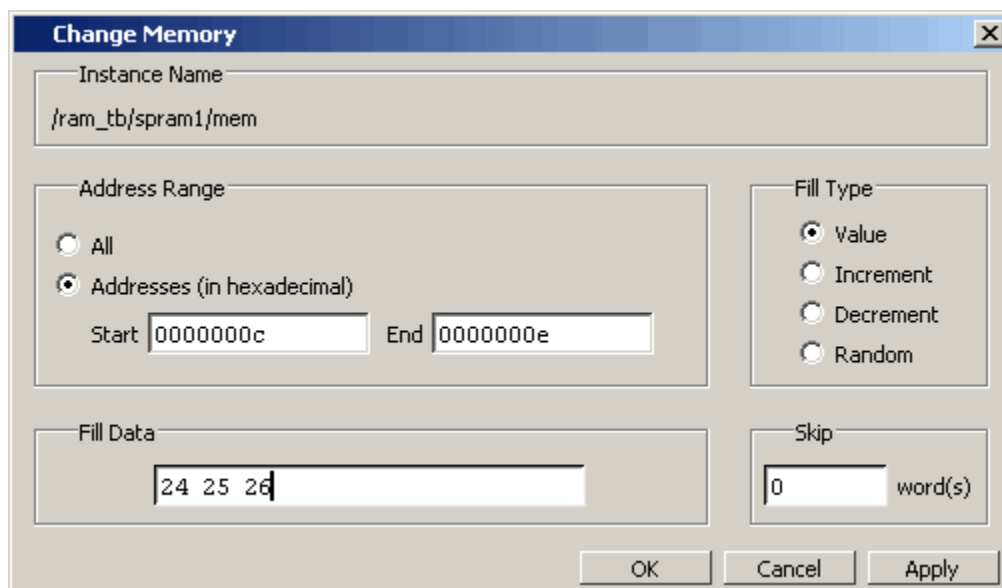 Change Memory
Instance Name
/ram_tb/spram1/mem
Address Range
All
Addresses (in hexadecimal)
Start 0000000c End 0000000e
Fill Type
Value
Increment
Decrement
Random
Fill Data
24 25 26
Skip
0 word(s)
OK Cancel Apply